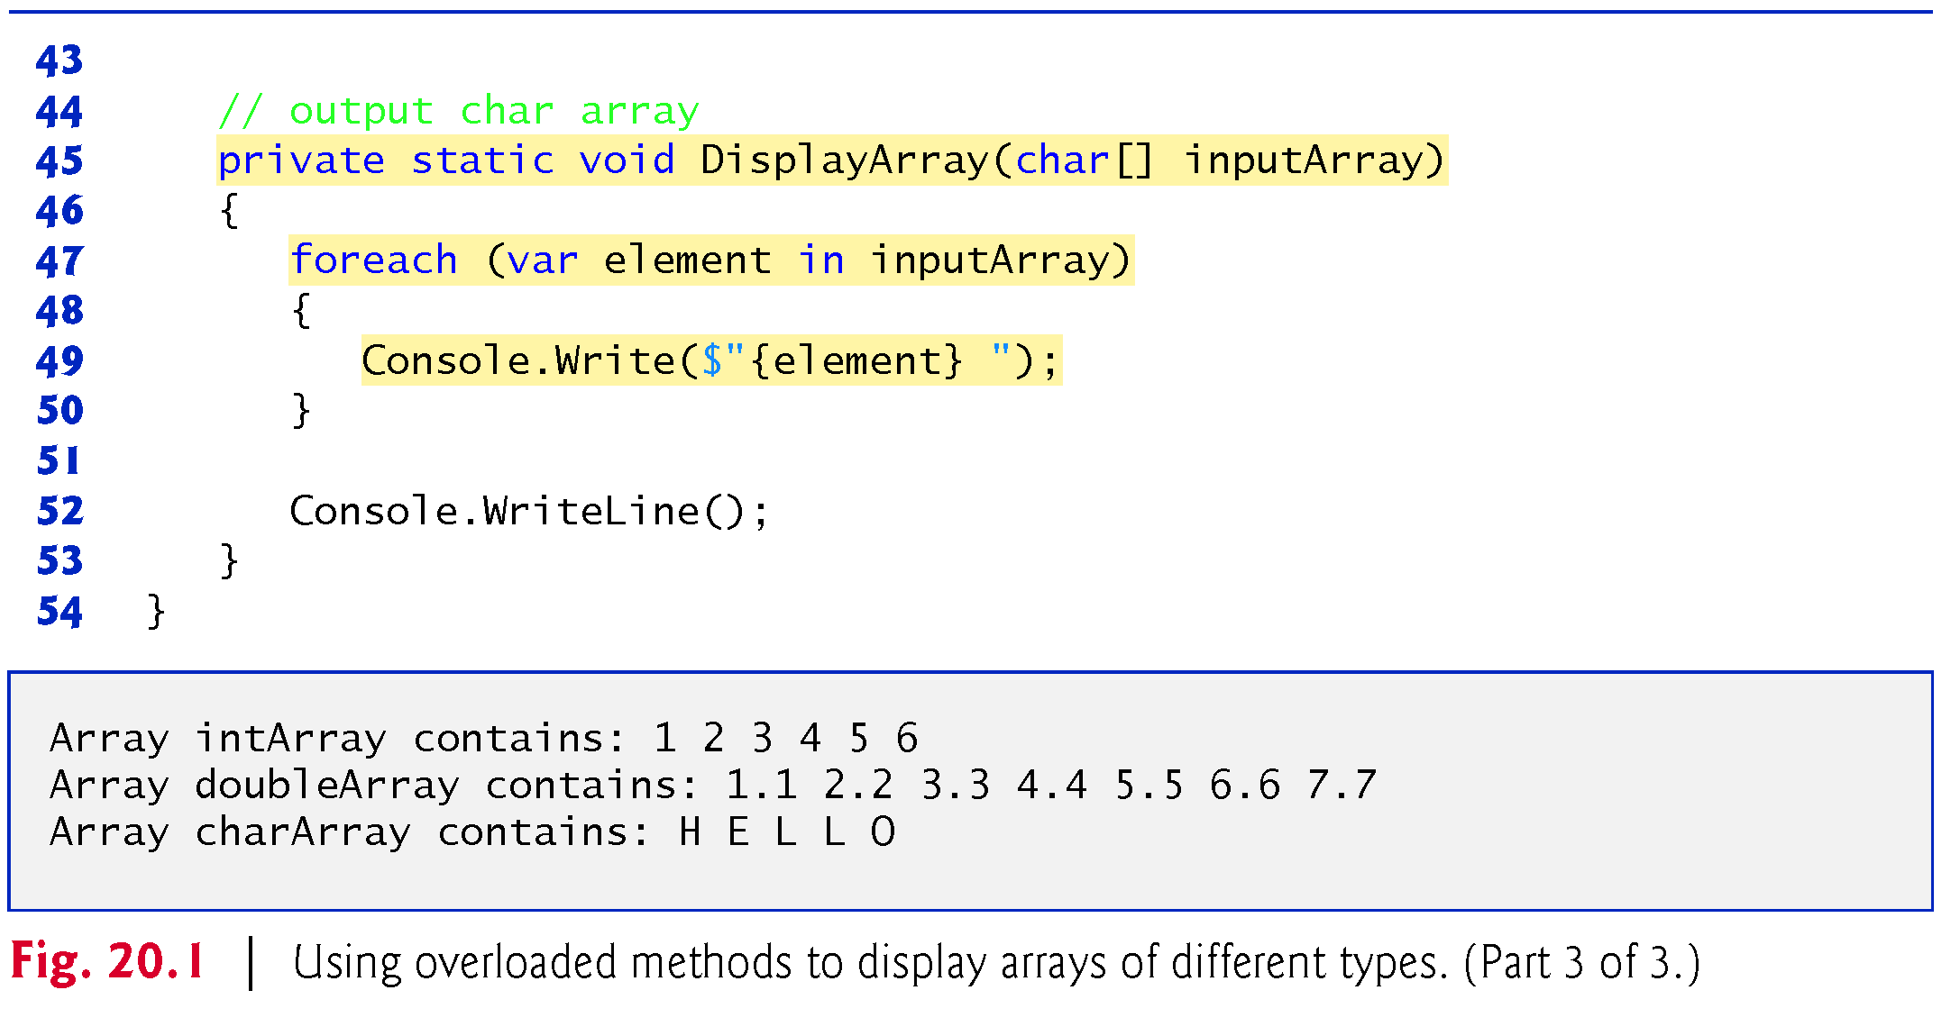 43
44 // output char array
45 private static void DisplayArray(char[] inputArray)
46 {
47 foreach (var element in inputArray)
48 {
49 Console.Write($"{element} ");
50 }
51
52 Console.WriteLine();
53 }
54 }
Array intArray contains: 1 2 3 4 5 6
Array doubleArray contains: 1.1 2.2 3.3 4.4 5.5 6.6 7.7
Array charArray contains: H E L L O
Fig. 20.1 | Using overloaded methods to display arrays of different types. (Part 3 of 3.)